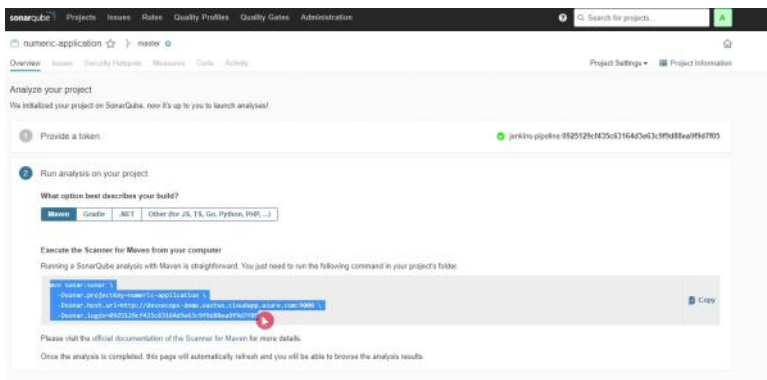 sonarqube Projects Issues Rules Quality Profiles Quality Gates Administration Search for projects... A
numeric-application master
Overview Issues Security Hotspots Measures Code Activity Project Settings Project Information
Analyze your project
We initialized your project on SonarQube, now it's up to you to launch analyses!
1 Provide a token jenkins-pipeline:
2 Run analysis on your project
What option best describes your build?
Maven Gradle .NET Other (for JS, TS, Go, Python, PHP, ...)
Execute the Scanner for Maven from your computer
Running a SonarQube analysis with Maven is straighforward. You just need to run the following command in your project's folder.
mvn sonar:sonar \
-Dsonar.projectKey=numeric-application \
-Dsonar.host.url=http://devsecops-demo.eastus.cloudapp.azure.com:9000 \
Copy
Please visit the official documentation of the Scanner for Maven for more details.
Once the analysis is completed, this page will automatically refresh and you will be able to browse the analysis results.